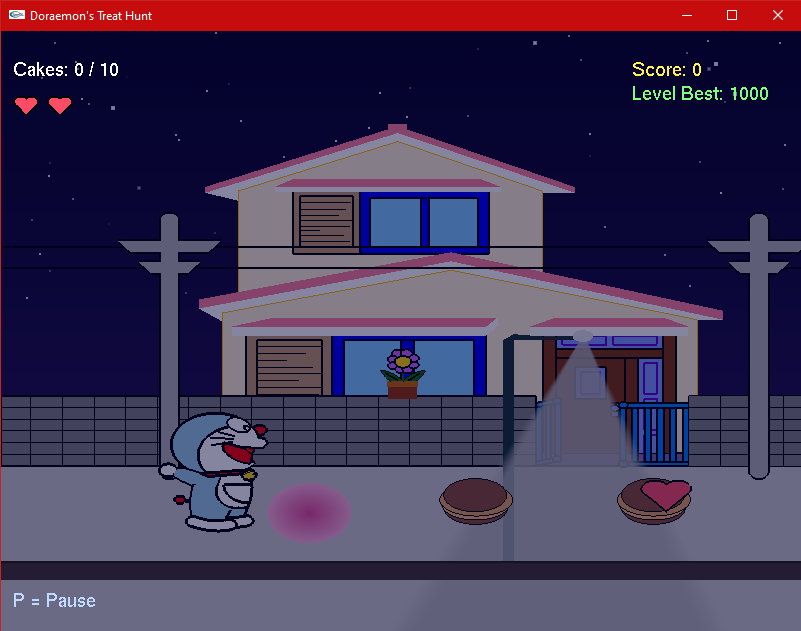 Doraemon's Treat Hunt
Cakes: 0 / 10
Score: 0
Level Best: 1000
P = Pause